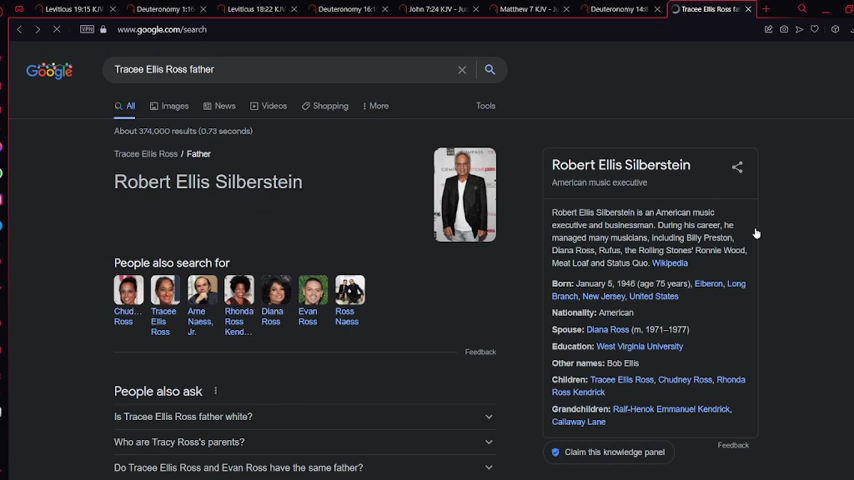 Leviticus 19:15 KJV
Deuteronomy 1:16
Leviticus 18:22 KJV
Deuteronomy 16:1
John 7:24 KJV - Ju
Matthew 7 KJV - Ju
Deuteronomy 14:
Tracee Ellis Ross fa
VPN www.google.com/search
Google
Tracee Ellis Ross father
All Images News Videos Shopping More Tools
About 374,000 results (0.73 seconds)
Tracee Ellis Ross / Father
Robert Ellis Silberstein
People also search for
Chud... Ross
Tracee Ellis Ross
Arne Naess, Jr.
Rhonda Ross Kend...
Diana Ross
Evan Ross
Ross Naess
Feedback
People also ask
Is Tracee Ellis Ross father white?
Who are Tracy Ross's parents?
Do Tracee Ellis Ross and Evan Ross have the same father?
Robert Ellis Silberstein
American music executive
Robert Ellis Silberstein is an American music
executive and businessman. During his career, he
managed many musicians, including Billy Preston,
Diana Ross, Rufus, the Rolling Stones' Ronnie Wood,
Meat Loaf and Status Quo. Wikipedia
Born: January 5, 1946 (age 75 years), Elberon, Long
Branch, New Jersey, United States
Nationality: American
Spouse: Diana Ross (m. 1971–1977)
Education: West Virginia University
Other names: Bob Ellis
Children: Tracee Ellis Ross, Chudney Ross, Rhonda
Ross Kendrick
Grandchildren: Raif-Henok Emmanuel Kendrick,
Callaway Lane
Feedback
Claim this knowledge panel